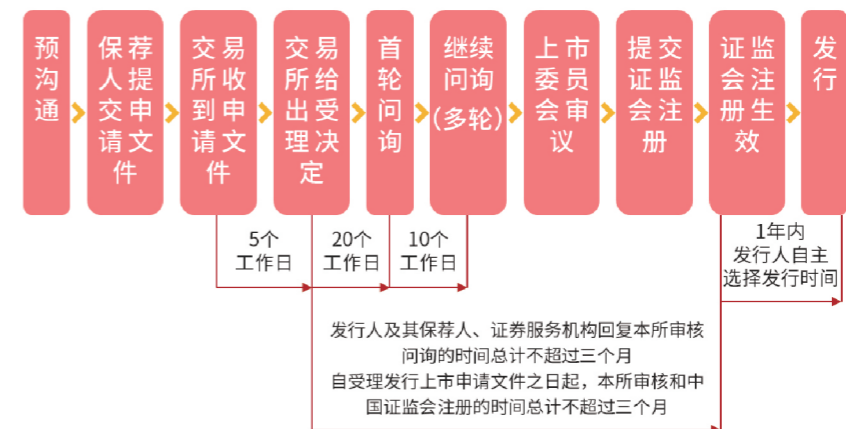 预
沟
通
保荐
人提
交申
请文
件
交易
所收
到申
请文
件
交易
所给
出受
理决
定
首
轮
问
询
继续
问询
(多轮)
上市
委员
会审
议
提交
证监
会注
册
证监
会注
册生
效
发
行
5个
工作日
20个
工作日
10个
工作日
1年内
发行人自主
选择发行时间
发行人及其保荐人、证券服务机构回复本所审核
问询的时间总计不超过三个月
自受理发行上市申请文件之日起，本所审核和中
国证监会注册的时间总计不超过三个月